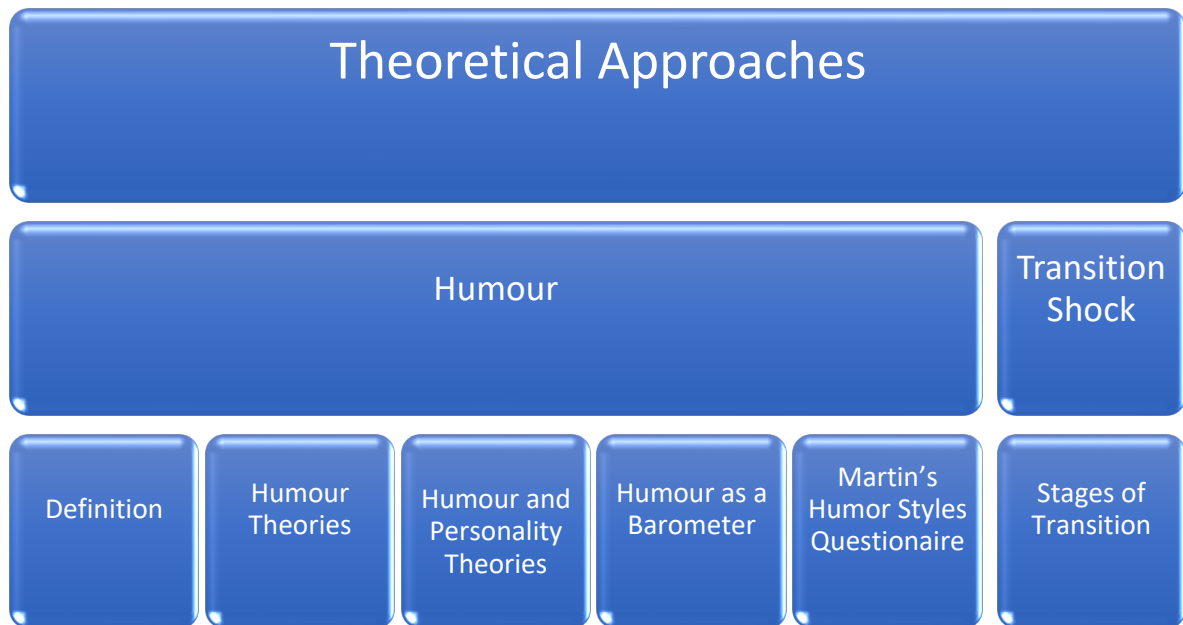 Theoretical Approaches
Humour
Transition
Shock
Definition
Humour
Theories
Humour and
Personality
Theories
Humour as a
Barometer
Martin’s
Humor Styles
Questionaire
Stages of
Transition